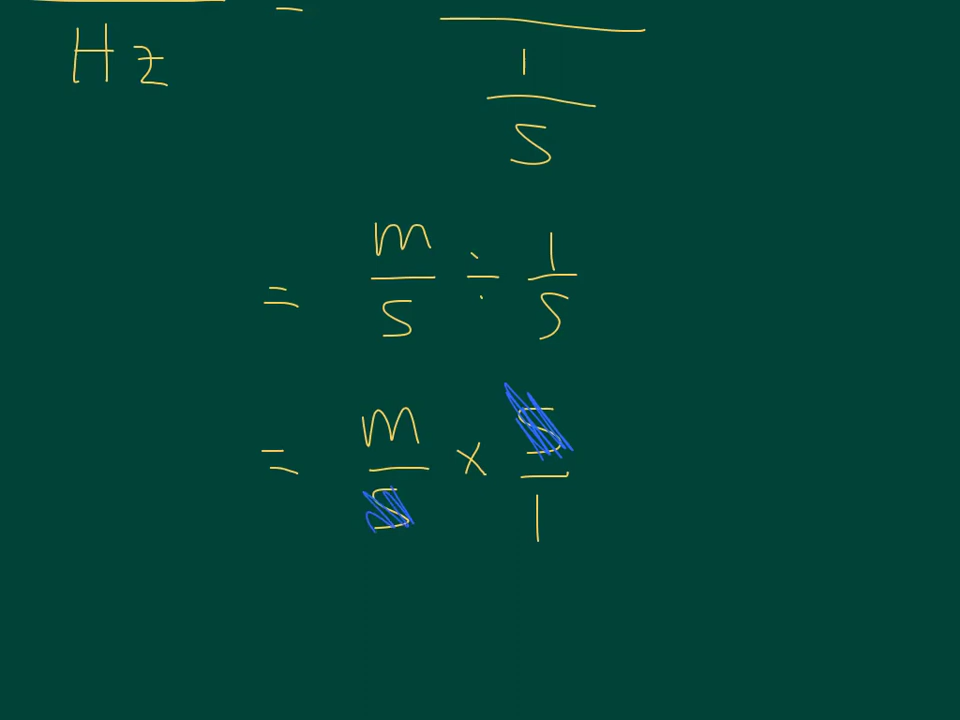 Hz = 1/s
= m/s ÷ 1/s
= m/s × s/1